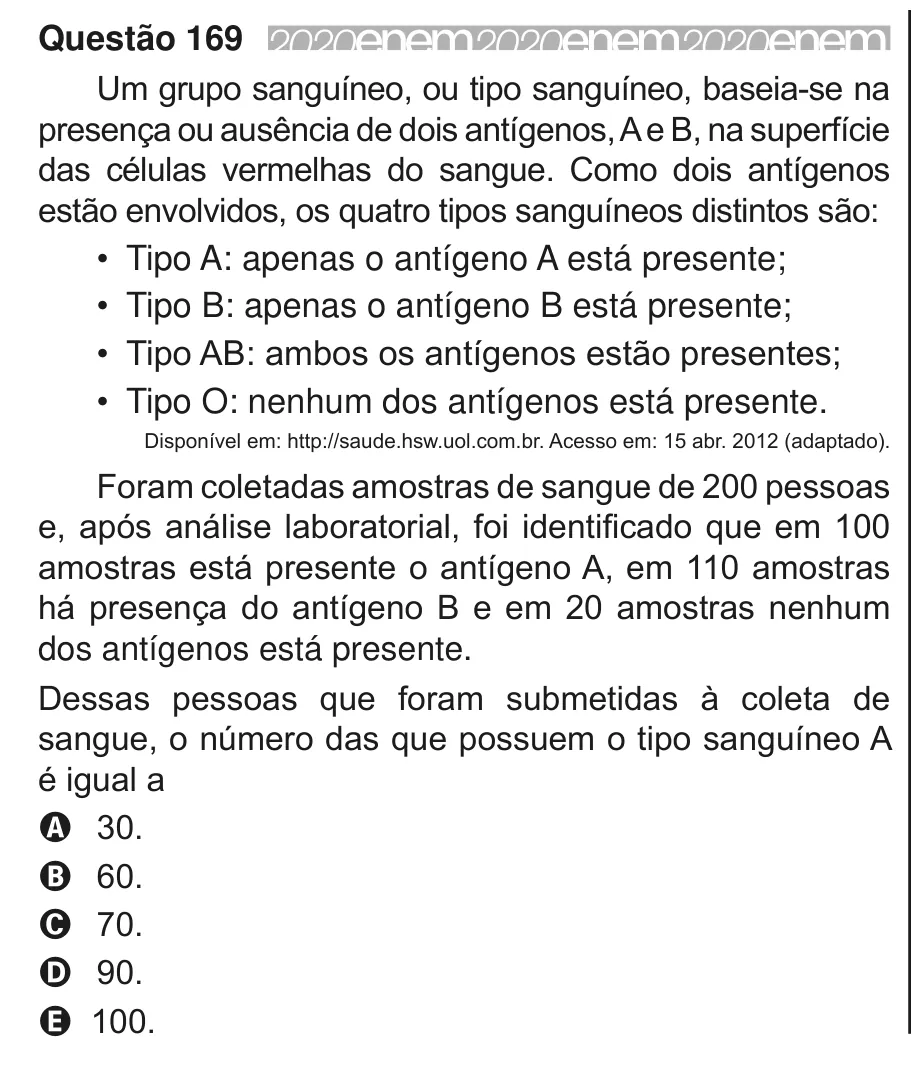 Questão 169 2020enem2020enem2020enem
Um grupo sanguíneo, ou tipo sanguíneo, baseia-se na
presença ou ausência de dois antígenos, A e B, na superfície
das células vermelhas do sangue. Como dois antígenos
estão envolvidos, os quatro tipos sanguíneos distintos são:
• Tipo A: apenas o antígeno A está presente;
• Tipo B: apenas o antígeno B está presente;
• Tipo AB: ambos os antígenos estão presentes;
• Tipo O: nenhum dos antígenos está presente.
Disponível em: http://saude.hsw.uol.com.br. Acesso em: 15 abr. 2012 (adaptado).
Foram coletadas amostras de sangue de 200 pessoas
e, após análise laboratorial, foi identificado que em 100
amostras está presente o antígeno A, em 110 amostras
há presença do antígeno B e em 20 amostras nenhum
dos antígenos está presente.
Dessas pessoas que foram submetidas à coleta de
sangue, o número das que possuem o tipo sanguíneo A
é igual a
A 30.
B 60.
C 70.
D 90.
E 100.